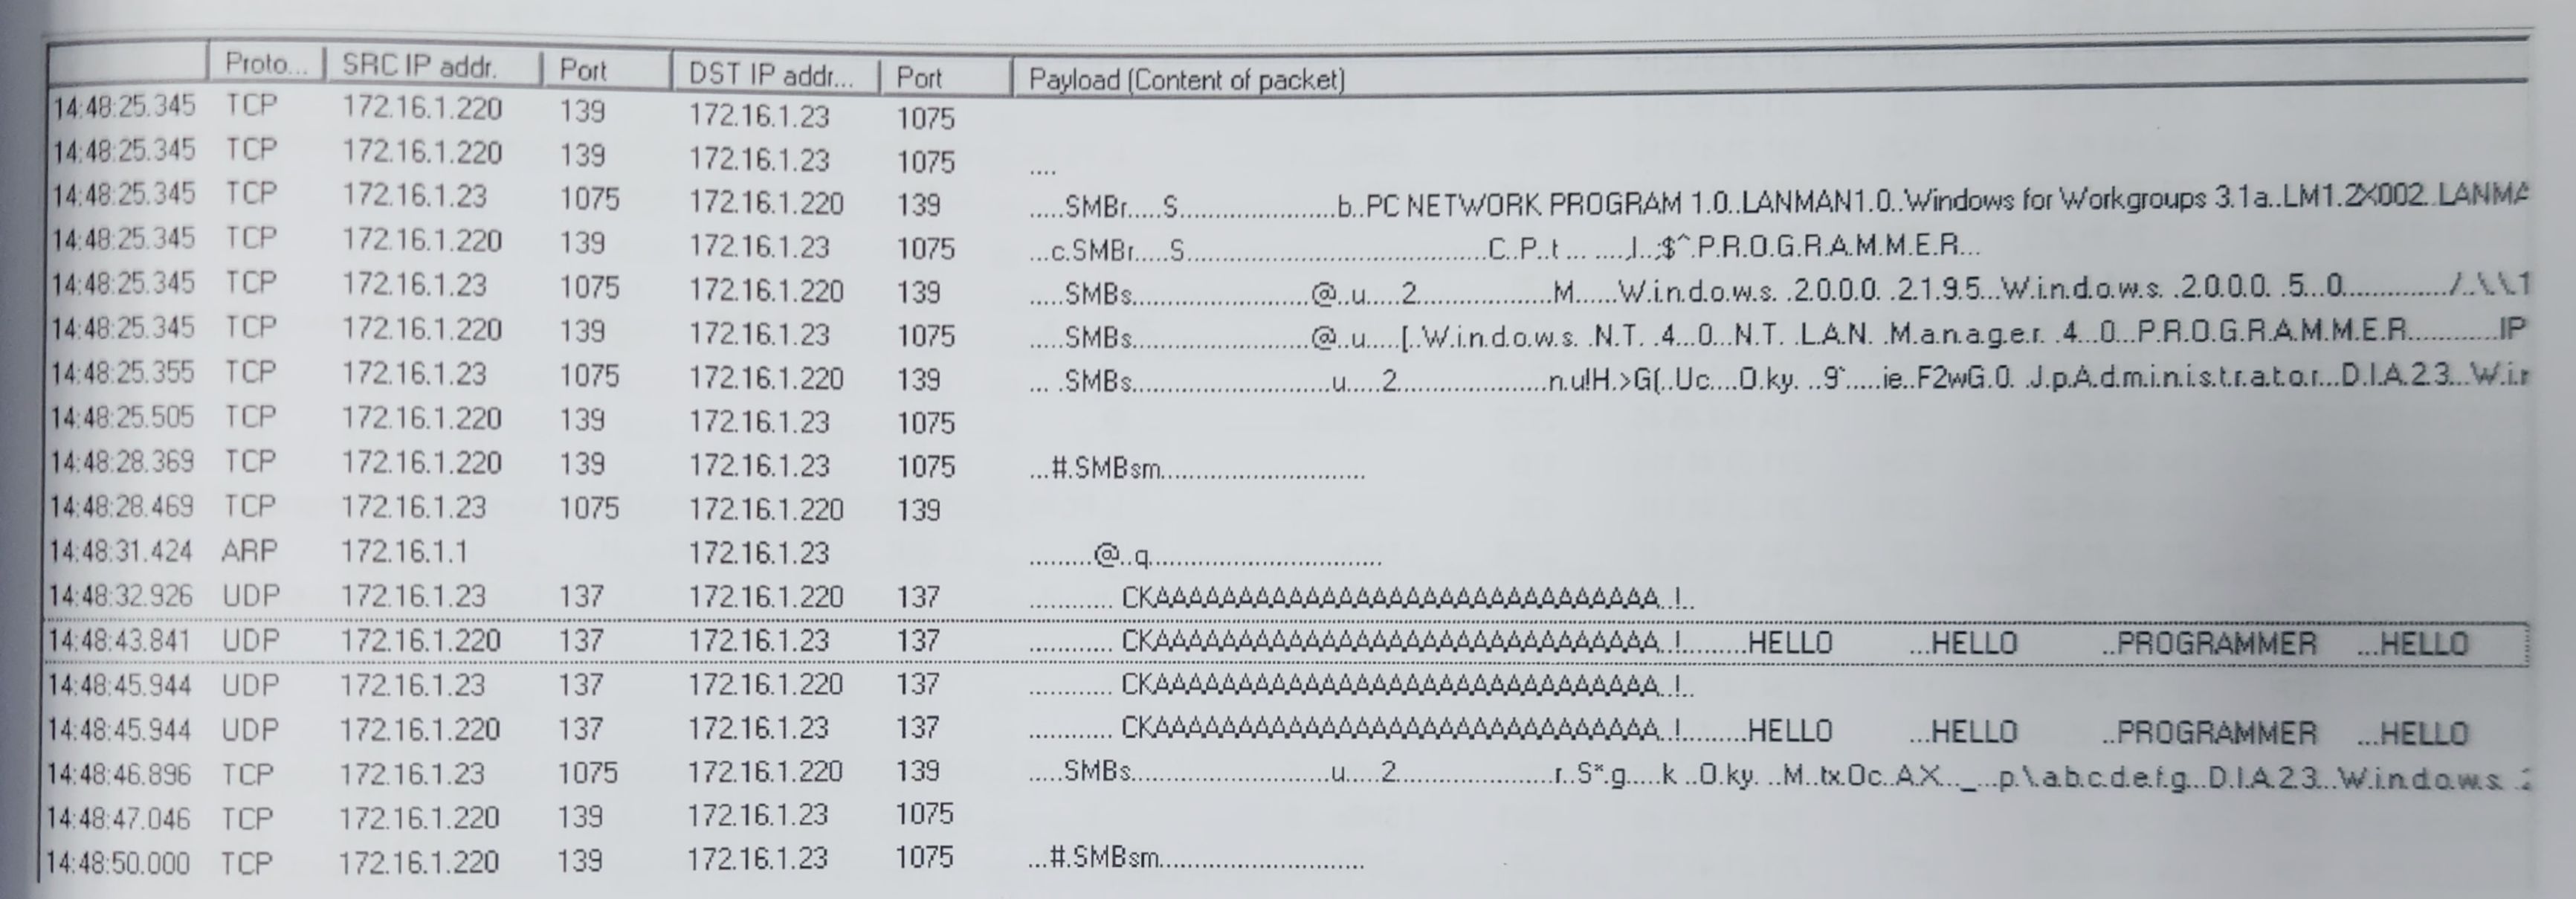 Proto... SRC IP addr. Port DST IP addr... Port Payload (Content of packet)
14:48:25.345 TCP 172.16.1.220 139 172.16.1.23 1075
14:48:25.345 TCP 172.16.1.220 139 172.16.1.23 1075 ....
14:48:25.345 TCP 172.16.1.23 1075 172.16.1.220 139 .....SMBr.....S.......................b..PC NETWORK PROGRAM 1.0..LANMAN1.0..Windows for Workgroups 3.1a..LM1.2X002..LANMA
14:48:25.345 TCP 172.16.1.220 139 172.16.1.23 1075 ...c.SMBr.....S.............................................C..P..t ... .....,l..;$^.P.R.O.G.R.A.M.M.E.R...
14:48:25.345 TCP 172.16.1.23 1075 172.16.1.220 139 .....SMBs..........................@..u.....2....................M......W.i.n.d.o.w.s. .2.0.0.0. .2.1.9.5...W.i.n.d.o.w.s. .2.0.0.0. .5...0.............../..\.\.1
14:48:25.345 TCP 172.16.1.220 139 172.16.1.23 1075 .....SMBs..........................@..u.....[..W.i.n.d.o.w.s. .N.T. .4...0...N.T. .L.A.N. .M.a.n.a.g.e.r. .4...0...P.R.O.G.R.A.M.M.E.R.............IP
14:48:25.355 TCP 172.16.1.23 1075 172.16.1.220 139 ... .SMBs.............................u.....2.......................n.u!H.>G(..Uc....O.ky. ..9`.....ie..F2wG.0. .J.p.A.d.m.i.n.i.s.t.r.a.t.o.r...D.I.A.2.3...W.i.r
14:48:25.505 TCP 172.16.1.220 139 172.16.1.23 1075
14:48:28.369 TCP 172.16.1.220 139 172.16.1.23 1075 ...#.SMBsm..............................
14:48:28.469 TCP 172.16.1.23 1075 172.16.1.220 139
14:48:31.424 ARP 172.16.1.1 172.16.1.23 .........@..q..................................
14:48:32.926 UDP 172.16.1.23 137 172.16.1.220 137 ............ CKAAAAAAAAAAAAAAAAAAAAAAAAAAAAAA..!..
14:48:43.841 UDP 172.16.1.220 137 172.16.1.23 137 ............ CKAAAAAAAAAAAAAAAAAAAAAAAAAAAAAA..!.........HELLO ...HELLO ..PROGRAMMER ...HELLO
14:48:45.944 UDP 172.16.1.23 137 172.16.1.220 137 ............ CKAAAAAAAAAAAAAAAAAAAAAAAAAAAAAA..!..
14:48:45.944 UDP 172.16.1.220 137 172.16.1.23 137 ............ CKAAAAAAAAAAAAAAAAAAAAAAAAAAAAAA..!.........HELLO ...HELLO ..PROGRAMMER ...HELLO
14:48:46.896 TCP 172.16.1.23 1075 172.16.1.220 139 .....SMBs.............................u.....2.......................r..S*.g.....k ..O.ky. ..M..tx.Oc..A.X..._...p.\.a.b.c.d.e.f.g...D.I.A.2.3...W.i.n.d.o.w.s. .2
14:48:47.046 TCP 172.16.1.220 139 172.16.1.23 1075
14:48:50.000 TCP 172.16.1.220 139 172.16.1.23 1075 ...#.SMBsm..............................